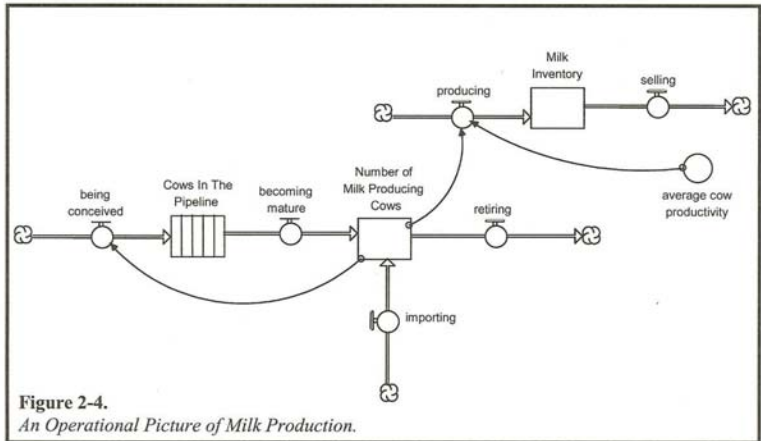 Milk
Inventory
selling
producing
average cow
productivity
Number of
Milk Producing
Cows
being
conceived
Cows In The
Pipeline
becoming
mature
retiring
importing
Figure 2-4.
An Operational Picture of Milk Production.